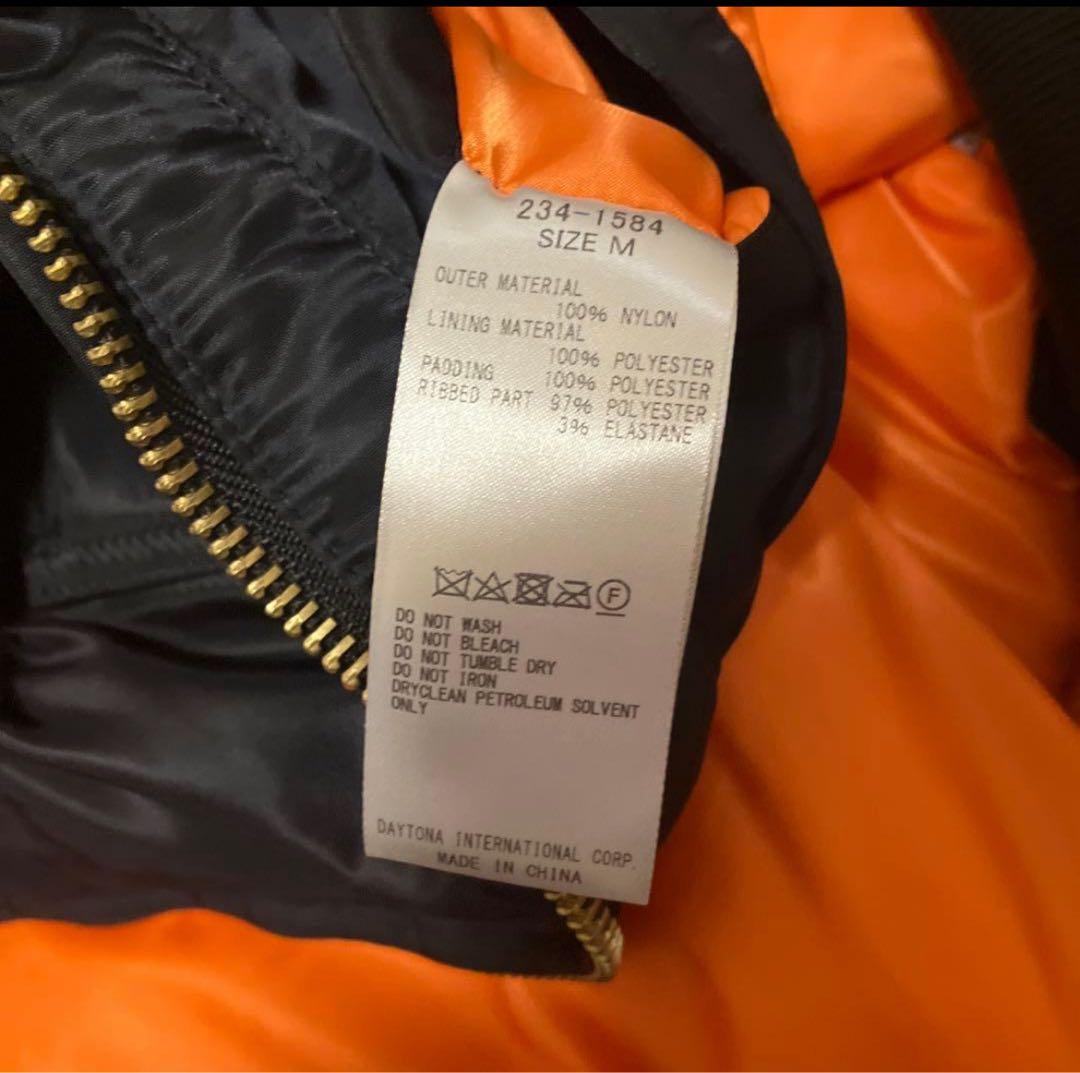 234-1584
SIZE M
OUTER MATERIAL
100% NYLON
LINING MATERIAL
100% POLYESTER
PADDING 100% POLYESTER
RIBBED PART 97% POLYESTER
3% ELASTANE
F
DO NOT WASH
DO NOT BLEACH
DO NOT TUMBLE DRY
DO NOT IRON
DRYCLEAN PETROLEUM SOLVENT
ONLY
DAYTONA INTERNATIONAL CORP.
MADE IN CHINA